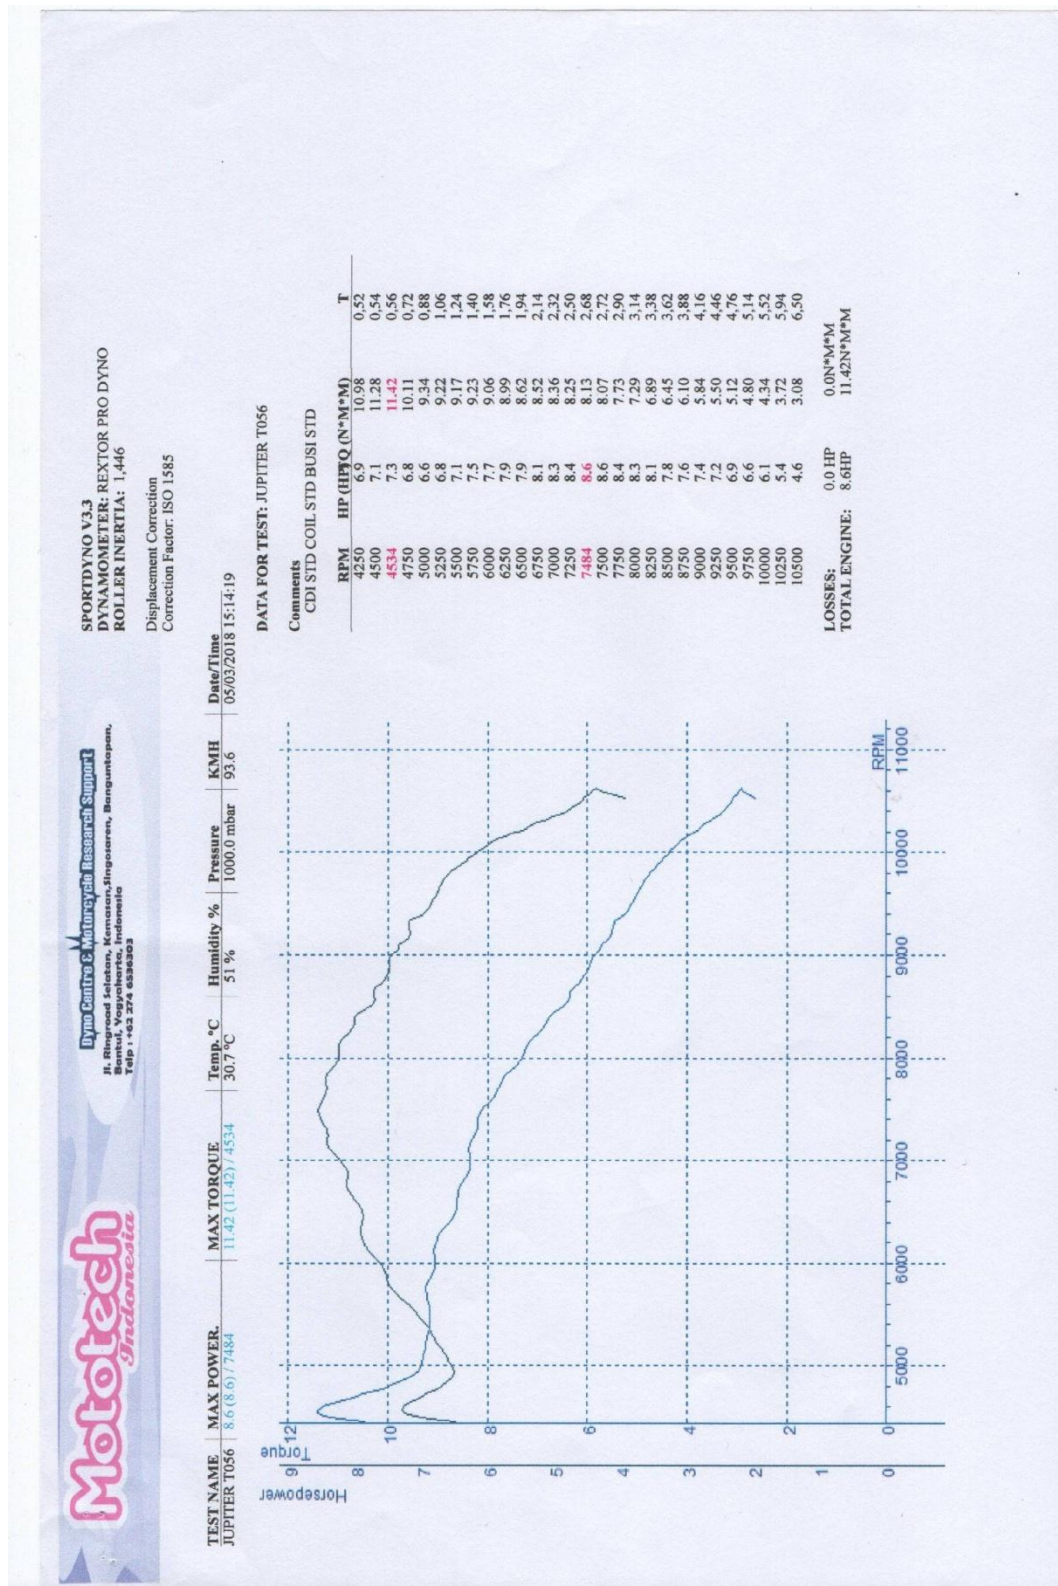 Mototech
Indonesia
Dyno Centre & Motorcycle Research Support
Jl. Ringroad Selatan, Kemasan, Singosaren, Banguntapan,
Bantul, Yogyakarta, Indonesia
Telp : +62 274 6536303
SPORTDYNO V3.3
DYNAMOMETER: REXTOR PRO DYNO
ROLLER INERTIA: 1,446
Displacement Correction
Correction Factor: ISO 1585
TEST NAME MAX POWER. MAX TORQUE Temp. °C Humidity % Pressure KMH Date/Time
JUPITER T056 8.6 (8.6) / 7484 11.42 (11.42) / 4534 30.7 °C 51 % 1000.0 mbar 93.6 05/03/2018 15:14:19
Horsepower
9
8
7
6
5
4
3
2
1
0
Torque
12
10
8
6
4
2
0
5000 6000 7000 8000 9000 10000 11000
RPM
DATA FOR TEST: JUPITER T056
Comments
CDI STD COIL STD BUSI STD
RPM HP (HP) TQ (N*M*M) T
4250 6.9 10.98 0,52
4500 7.1 11.28 0,54
4534 7.3 11.42 0,56
4750 6.8 10.11 0,72
5000 6.6 9.34 0,88
5250 6.8 9.22 1,06
5500 7.1 9.17 1,24
5750 7.5 9.23 1,40
6000 7.7 9.06 1,58
6250 7.9 8.99 1,76
6500 7.9 8.62 1,94
6750 8.1 8.52 2,14
7000 8.3 8.36 2,32
7250 8.4 8.25 2,50
7484 8.6 8.13 2,68
7500 8.6 8.07 2,72
7750 8.4 7.73 2,90
8000 8.3 7.29 3,14
8250 8.1 6.89 3,38
8500 7.8 6.45 3,62
8750 7.6 6.10 3,88
9000 7.4 5.84 4,16
9250 7.2 5.50 4,46
9500 6.9 5.12 4,76
9750 6.6 4.80 5,14
10000 6.1 4.34 5,52
10250 5.4 3.72 5,94
10500 4.6 3.08 6,50
LOSSES: 0.0 HP 0.0N*M*M
TOTAL ENGINE: 8.6HP 11.42N*M*M